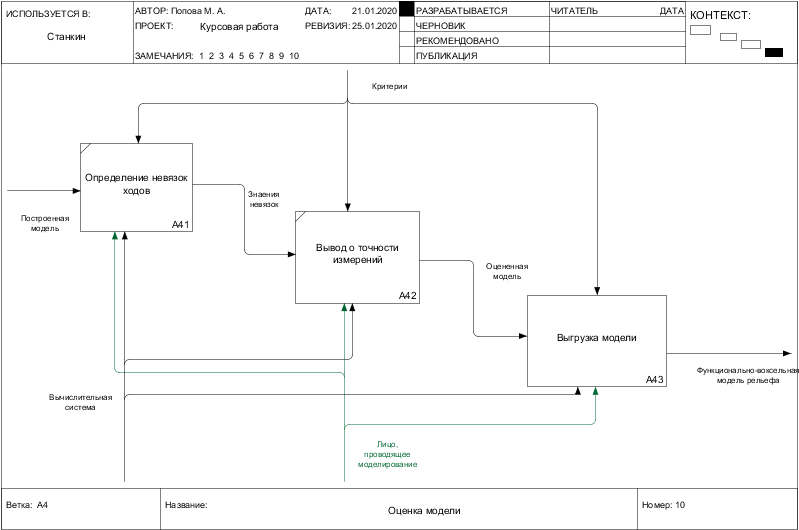 ИСПОЛЬЗУЕТСЯ В:
Станкин
АВТОР: Попова М. А.
ДАТА: 21.01.2020
ПРОЕКТ: Курсовая работа
РЕВИЗИЯ: 25.01.2020
ЗАМЕЧАНИЯ: 1 2 3 4 5 6 7 8 9 10
РАЗРАБАТЫВАЕТСЯ
ЧЕРНОВИК
РЕКОМЕНДОВАНО
ПУБЛИКАЦИЯ
ЧИТАТЕЛЬ ДАТА
КОНТЕКСТ:
Критерии
Определение невязок
ходов
A41
Построенная
модель
Знаения
невязок
Вывод о точности
измерений
A42
Оцененная
модель
Выгрузка модели
A43
Функционально-воксельная
модель рельефа
Вычислительная
система
Лицо,
проводящее
моделирование
Ветка: A4
Название:
Оценка модели
Номер: 10